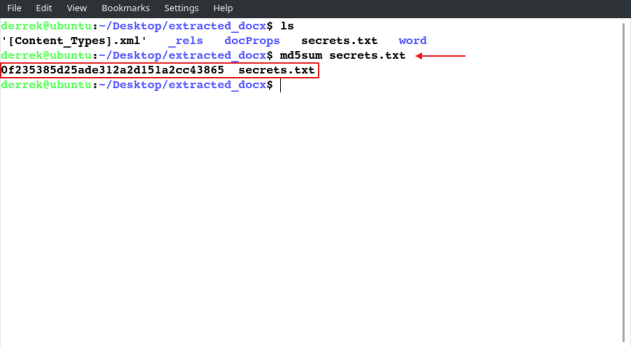 File Edit View Bookmarks Settings Help
derrek@ubuntu:~/Desktop/extracted_docx$ ls
'[Content_Types].xml' _rels docProps secrets.txt word
derrek@ubuntu:~/Desktop/extracted_docx$ md5sum secrets.txt
0f235385d25ade312a2d151a2cc43865 secrets.txt
derrek@ubuntu:~/Desktop/extracted_docx$